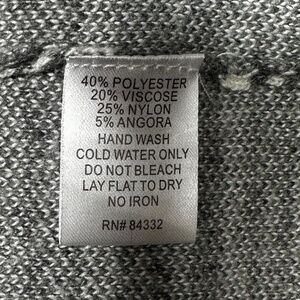 40% POLYESTER
20% VISCOSE
25% NYLON
5% ANGORA
HAND WASH
COLD WATER ONLY
DO NOT BLEACH
LAY FLAT TO DRY
NO IRON
RN# 84332